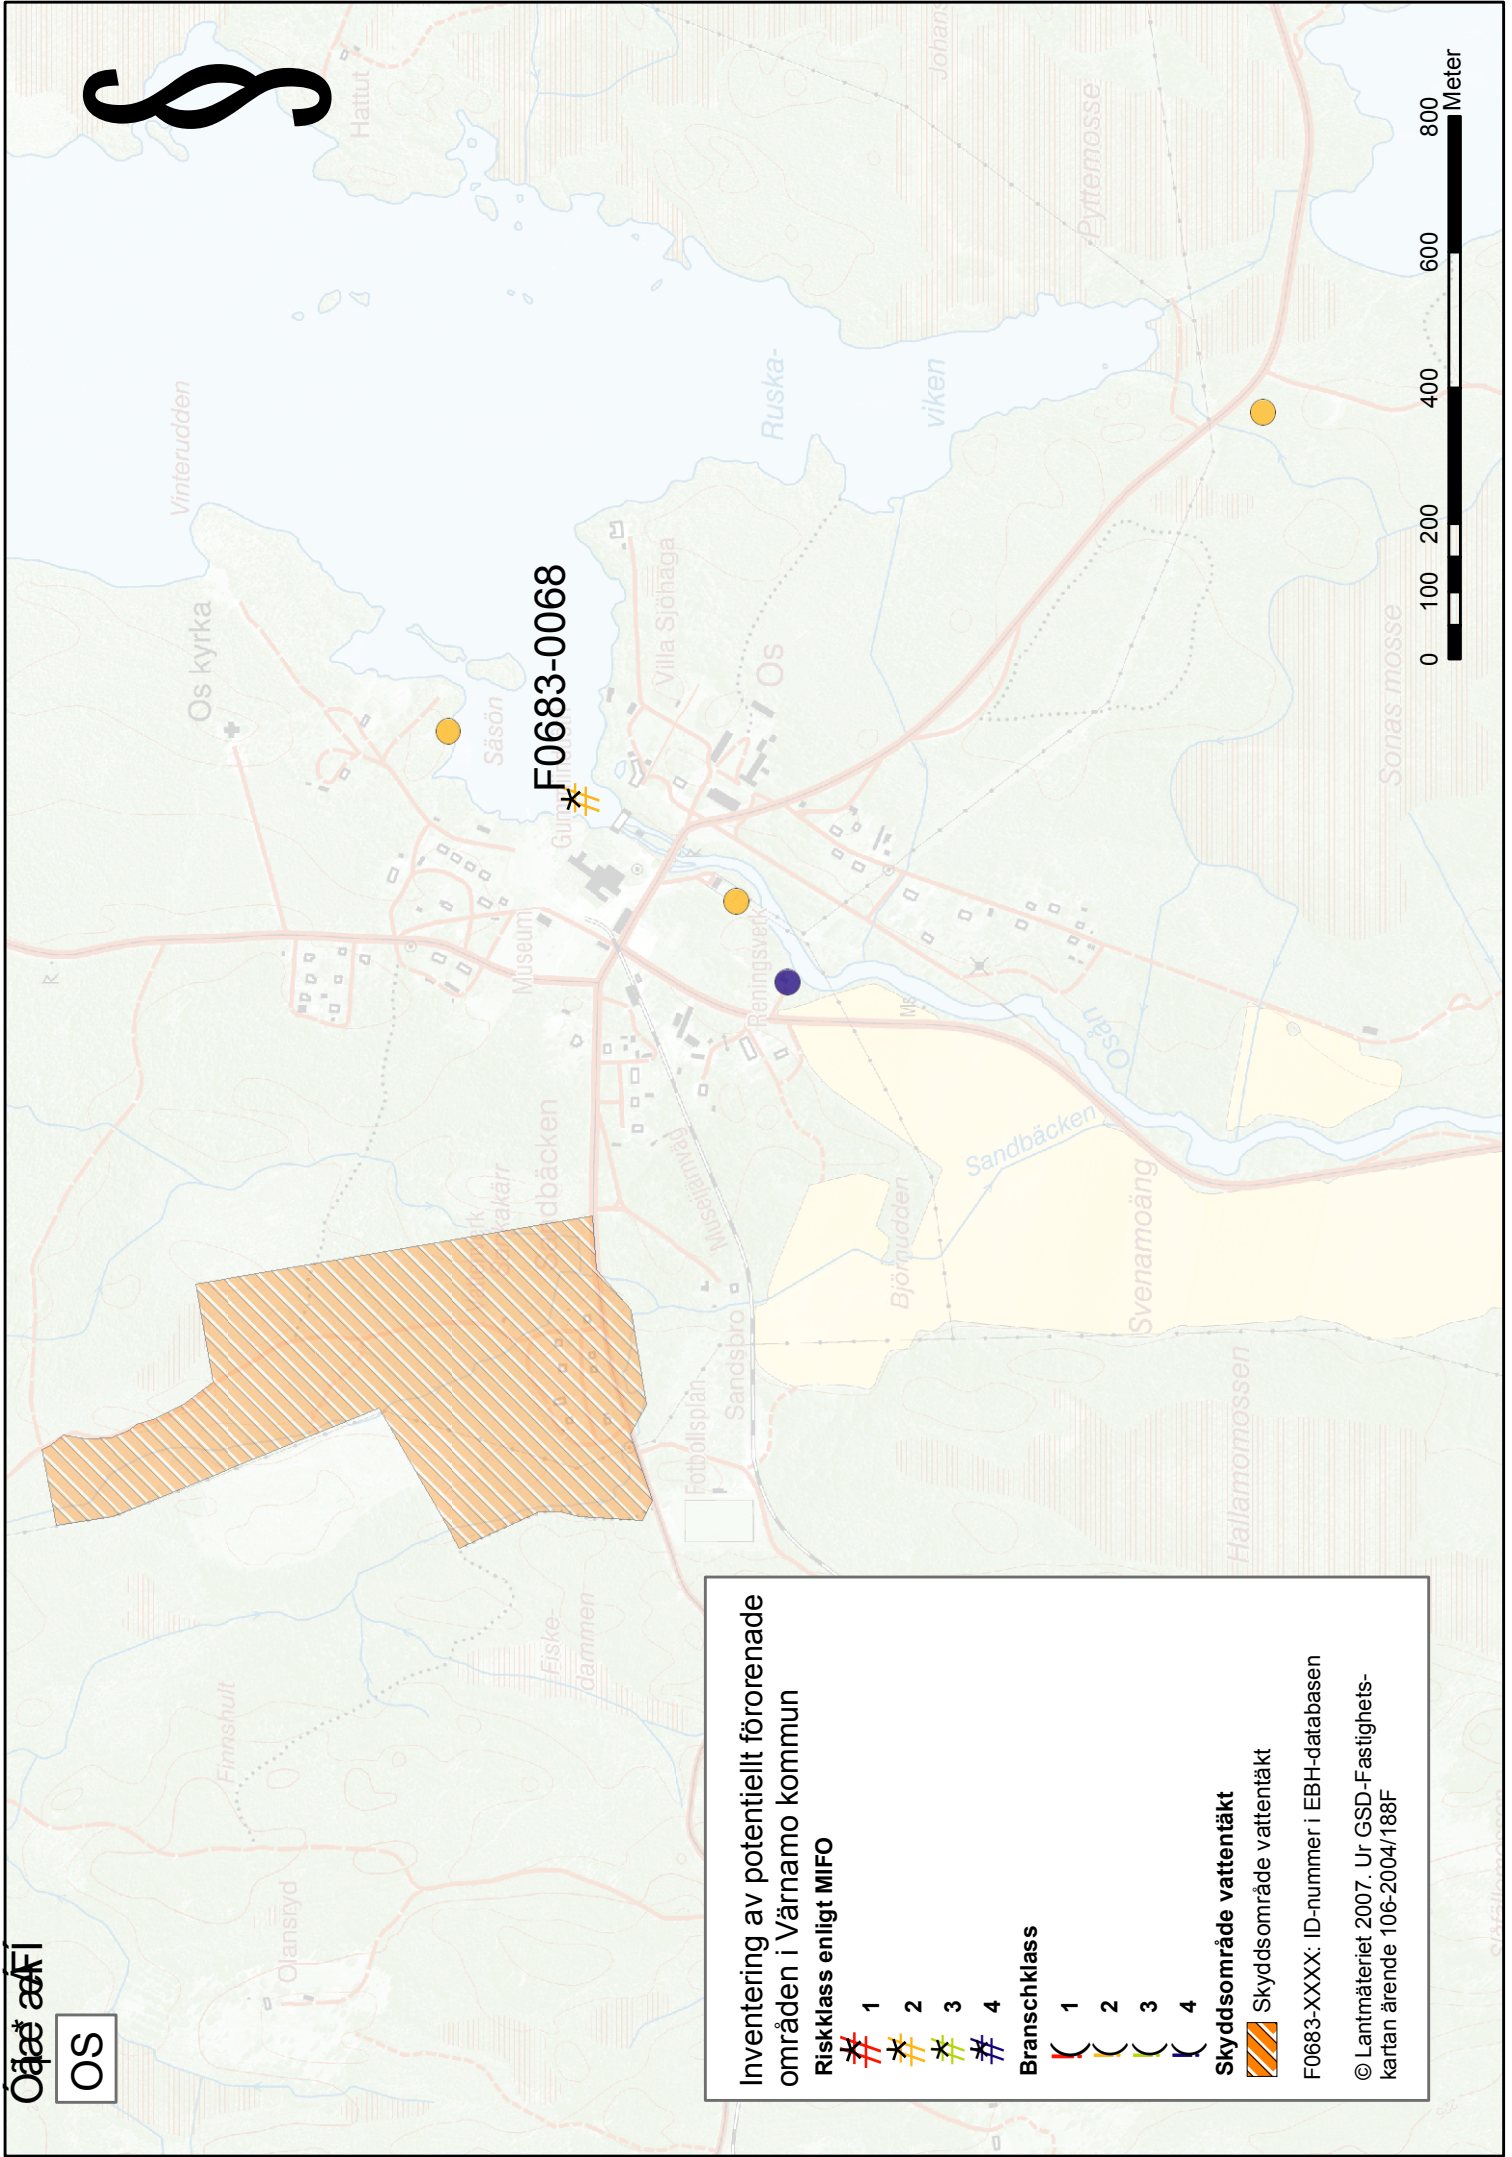 OS
§
Hattut
Johans
Pyttemosse
Vinterudden
Os kyrka
Ruska-
viken
F0683-0068
Säsön
Villa Sjöhaga
Os
Sonas mosse
Museum
Reningsverk
R
Ms
Osån
Sandbäcken
Museijärnväg
Björnudden
Sandbäcken
Svenamoäng
Sandsbro
Fotbollsplan
Hallamomossen
Fiske-
dammen
Finnshult
Olansryd
0 100 200 400 600 800
Meter
Inventering av potentiellt förorenade
områden i Värnamo kommun
Riskklass enligt MIFO
1
2
3
4
Branschklass
1
2
3
4
Skyddsområde vattentäkt
Skyddsområde vattentäkt
F0683-XXXX: ID-nummer i EBH-databasen
© Lantmäteriet 2007. Ur GSD-Fastighets-
kartan ärende 106-2004/188F